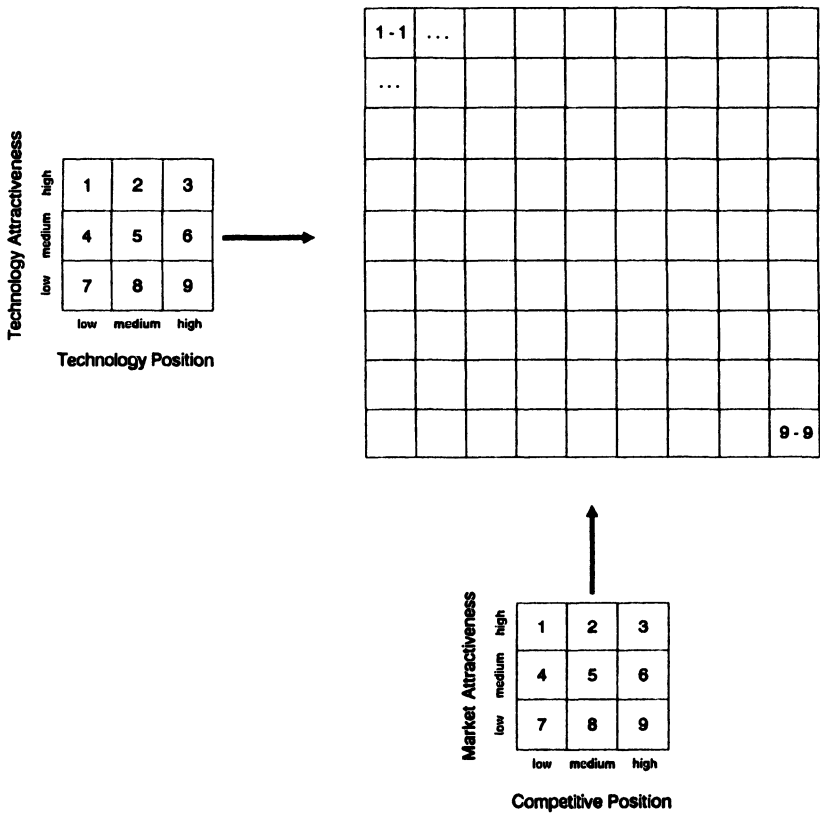 1 - 1 ...
...
9 - 9
Technology Attractiveness
high
medium
low
1 2 3
4 5 6
7 8 9
low medium high
Technology Position
Market Attractiveness
high
medium
low
1 2 3
4 5 6
7 8 9
low medium high
Competitive Position